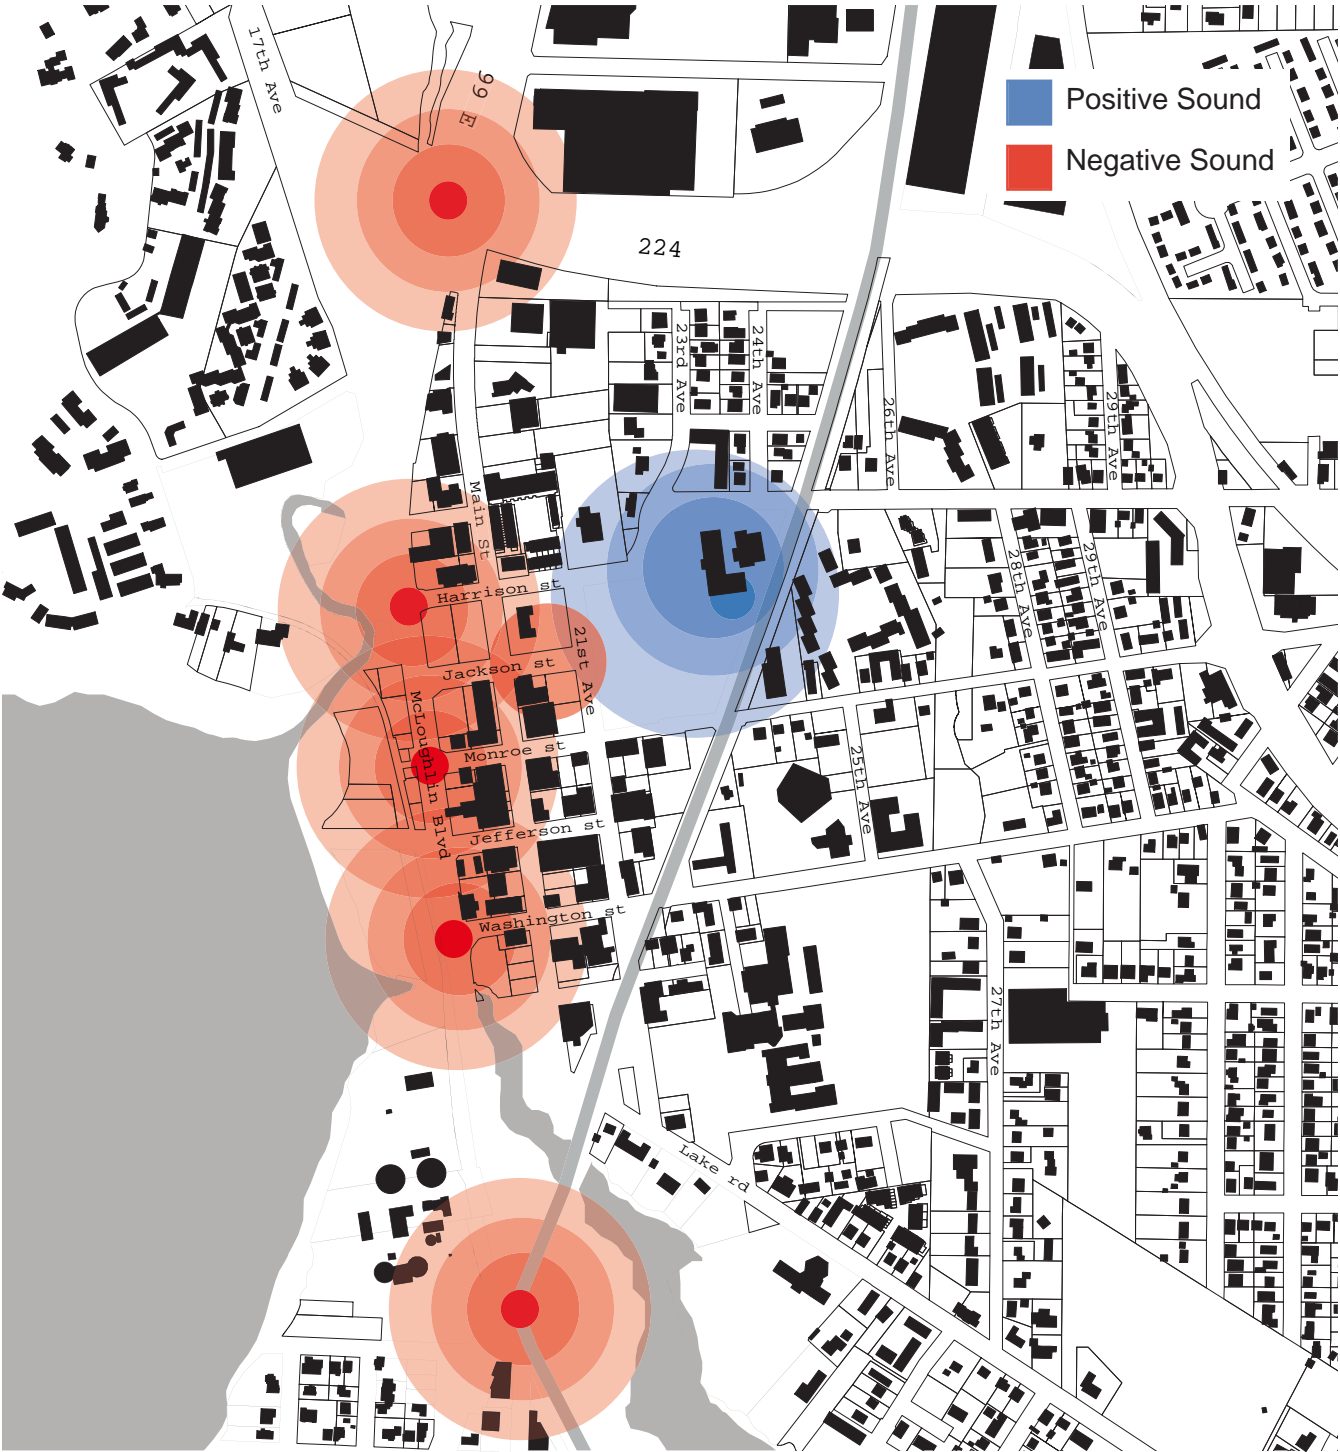 17th Ave
99 E
Positive Sound
Negative Sound
224
23rd Ave
24th Ave
26th Ave
29th Ave
Main St
Harrison st
28th Ave
29th Ave
21st Ave
Jackson st
McLoughlin Blvd
Monroe st
25th Ave
Jefferson st
Washington st
27th Ave
Lake rd